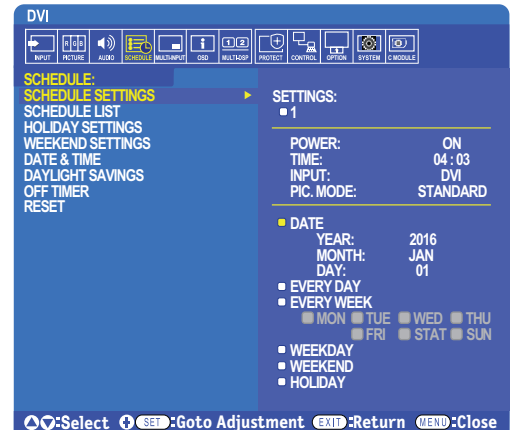 DVI
INPUT PICTURE AUDIO SCHEDULE MULTI-INPUT OSD MULTI-DSP PROTECT CONTROL OPTION SYSTEM C MODULE
RGB
12
SCHEDULE:
SCHEDULE SETTINGS
SCHEDULE LIST
HOLIDAY SETTINGS
WEEKEND SETTINGS
DATE & TIME
DAYLIGHT SAVINGS
OFF TIMER
RESET
SETTINGS:
1
POWER: ON
TIME: 04 : 03
INPUT: DVI
PIC. MODE: STANDARD
DATE
YEAR: 2016
MONTH: JAN
DAY: 01
EVERY DAY
EVERY WEEK
MON TUE WED THU
FRI STAT SUN
WEEKDAY
WEEKEND
HOLIDAY
:Select SET :Goto Adjustment EXIT :Return MENU :Close